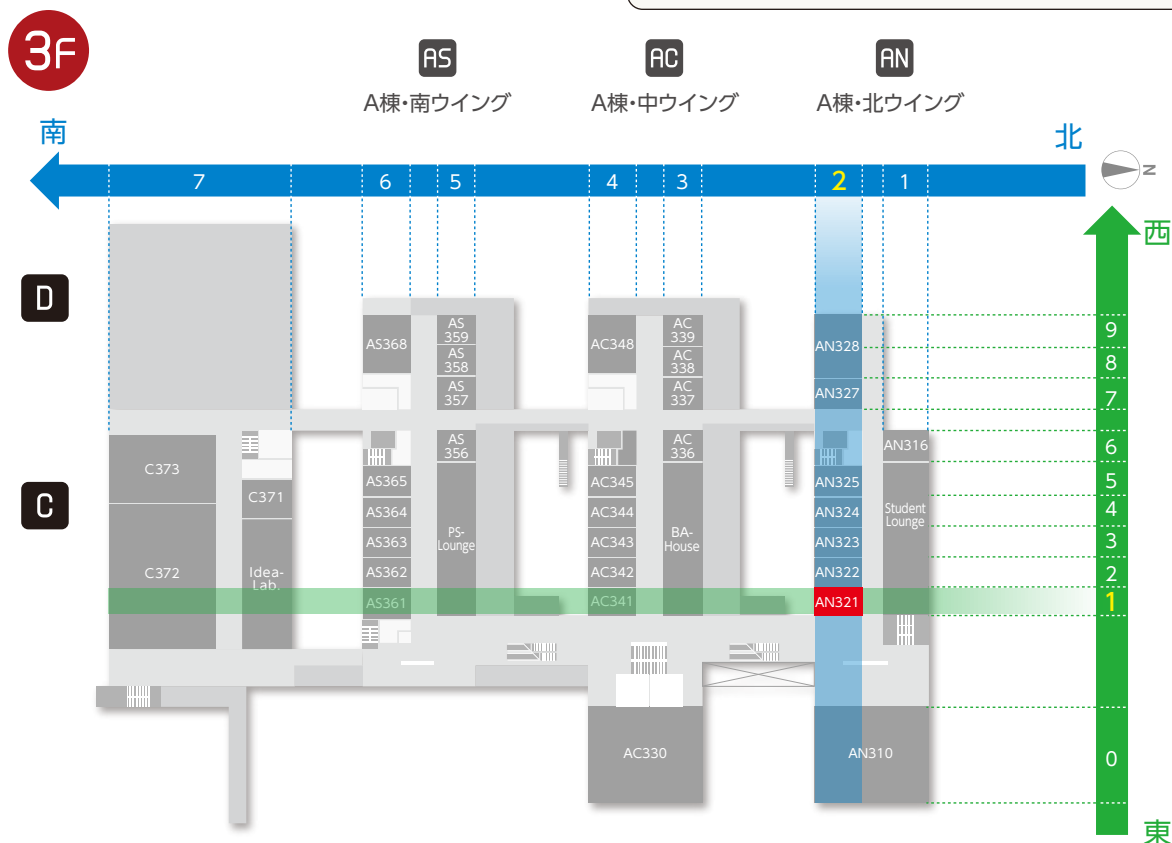 3F
AS
AC
AN
A棟・南ウイング
A棟・中ウイング
A棟・北ウイング
南
北
7
6
5
4
3
2
1
N
西
D
C
AS368
AS
359
AS
358
AS
357
AC348
AC
339
AC
338
AC
337
AN328
AN327
9
8
7
C373
C371
C372
Idea-
Lab.
AS
356
AS365
AS364
AS363
AS362
AS361
PS-
Lounge
AC
336
AC345
AC344
AC343
AC342
AC341
BA-
House
AN316
AN325
AN324
AN323
AN322
AN321
Student
Lounge
6
5
4
3
2
1
AC330
AN310
0
東